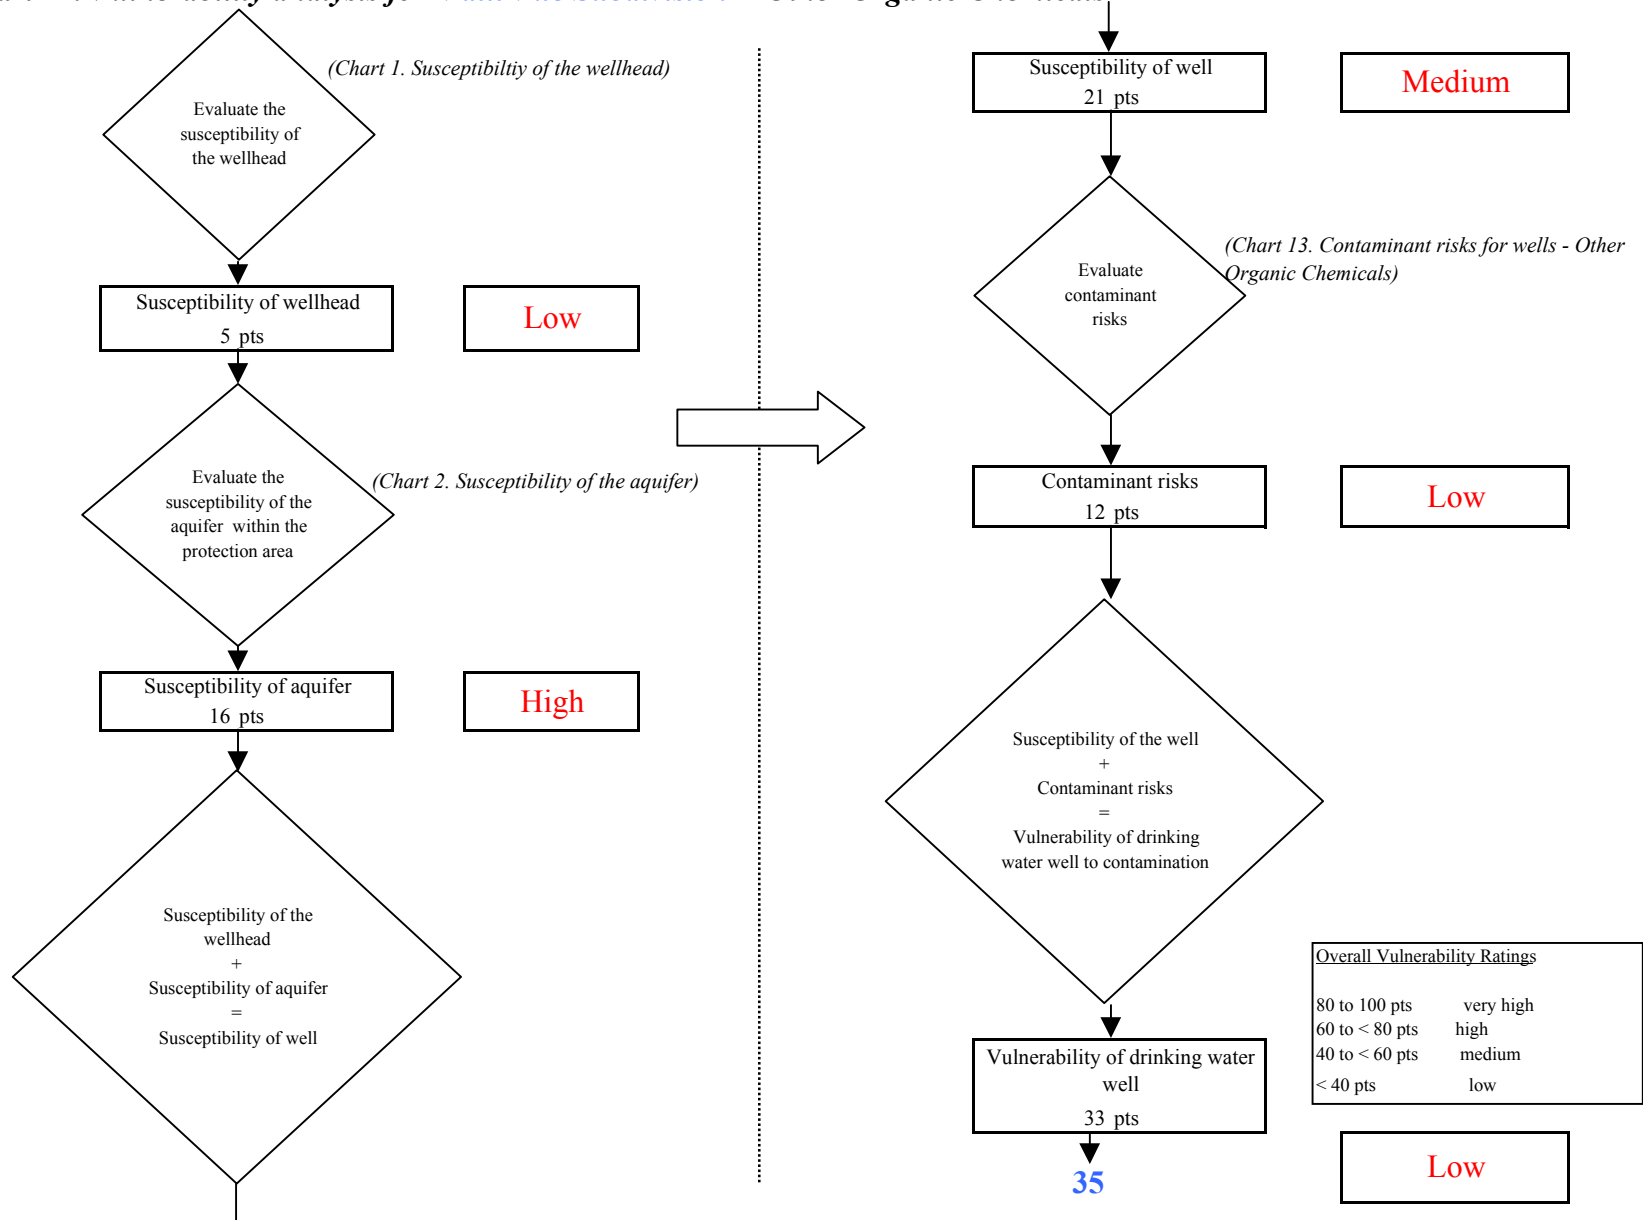 Other Organic Chemicals
(Chart 1. Susceptibiltiy of the wellhead)
Evaluate the
susceptibility of
the wellhead
Susceptibility of wellhead
5 pts
Low
Evaluate the
susceptibility of the
aquifer within the
protection area
(Chart 2. Susceptibility of the aquifer)
Susceptibility of aquifer
16 pts
High
Susceptibility of the
wellhead
+
Susceptibility of aquifer
=
Susceptibility of well
Susceptibility of well
21 pts
Medium
Evaluate
contaminant
risks
(Chart 13. Contaminant risks for wells - Other
Organic Chemicals)
Contaminant risks
12 pts
Low
Susceptibility of the well
+
Contaminant risks
=
Vulnerability of drinking
water well to contamination
Vulnerability of drinking water
well
33 pts
35
Overall Vulnerability Ratings
80 to 100 pts very high
60 to < 80 pts high
40 to < 60 pts medium
< 40 pts low
Low